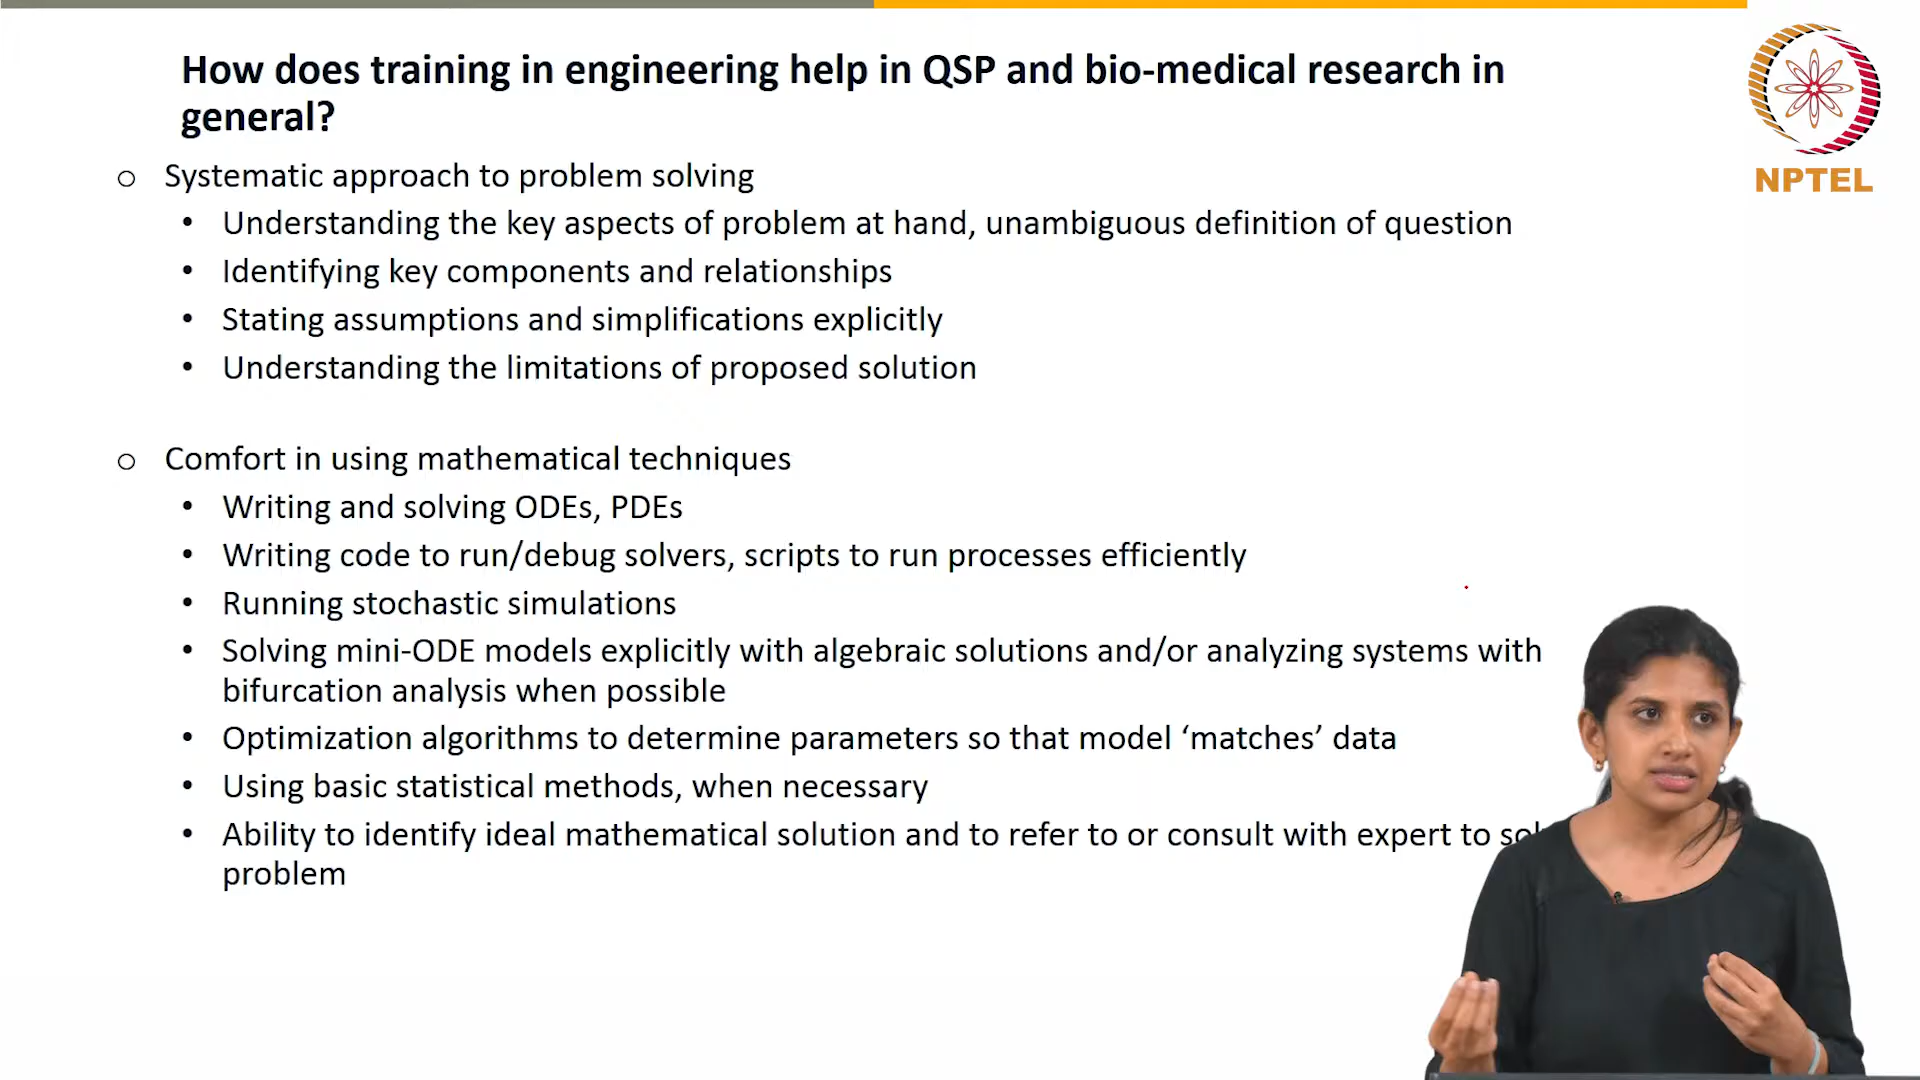 How does training in engineering help in QSP and bio-medical research in
general?
NPTEL
o Systematic approach to problem solving
• Understanding the key aspects of problem at hand, unambiguous definition of question
• Identifying key components and relationships
• Stating assumptions and simplifications explicitly
• Understanding the limitations of proposed solution
o Comfort in using mathematical techniques
• Writing and solving ODEs, PDEs
• Writing code to run/debug solvers, scripts to run processes efficiently
• Running stochastic simulations
• Solving mini-ODE models explicitly with algebraic solutions and/or analyzing systems with
bifurcation analysis when possible
• Optimization algorithms to determine parameters so that model ‘matches’ data
• Using basic statistical methods, when necessary
• Ability to identify ideal mathematical solution and to refer to or consult with expert to
problem